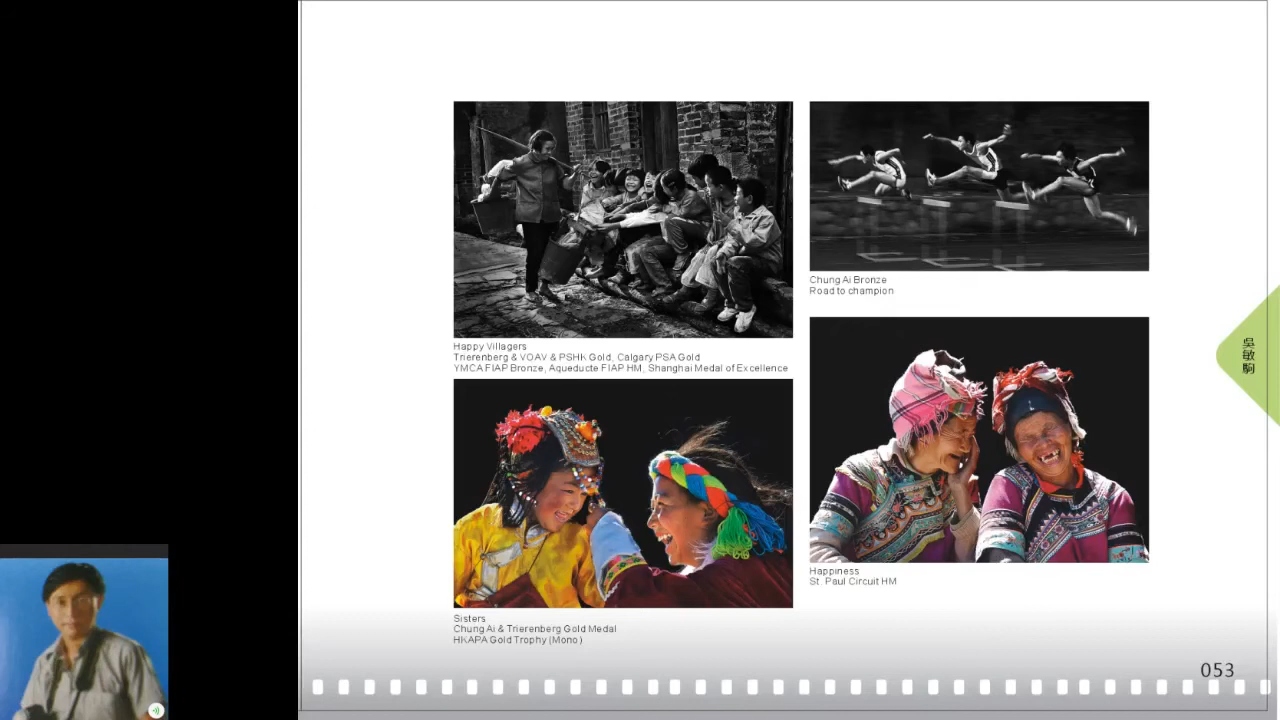 Happy Villagers
Trierenberg & VOAV & PSHK Gold, Calgary PSA Gold
YMCA FIAP Bronze, Aqueducte FIAP HM, Shanghai Medal of Excellence
Chung Ai Bronze
Road to champion
Sisters
Chung Ai & Trierenberg Gold Medal
HKAPA Gold Trophy (Mono)
Happiness
St. Paul Circuit HM
吳敏駒
053